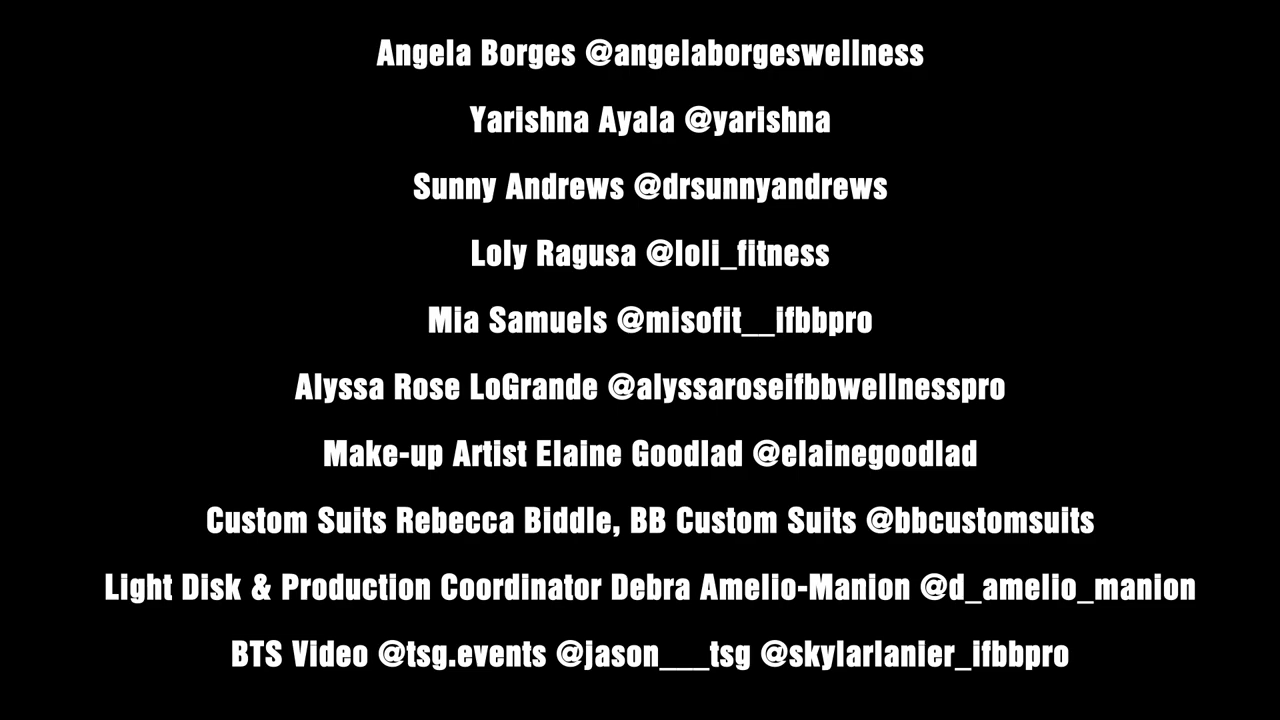 Angela Borges @angelaborgeswellness
Yarishna Ayala @yarishna
Sunny Andrews @drsunnyandrews
Loly Ragusa @loli_fitness
Mia Samuels @misofit__ifbbpro
Alyssa Rose LoGrande @alyssaroseifbbwellnesspro
Make-up Artist Elaine Goodlad @elainegoodlad
Custom Suits Rebecca Biddle, BB Custom Suits @bbcustomsuits
Light Disk & Production Coordinator Debra Amelio-Manion @d_amelio_manion
BTS Video @tsg.events @jason___tsg @skylarlanier_ifbbpro